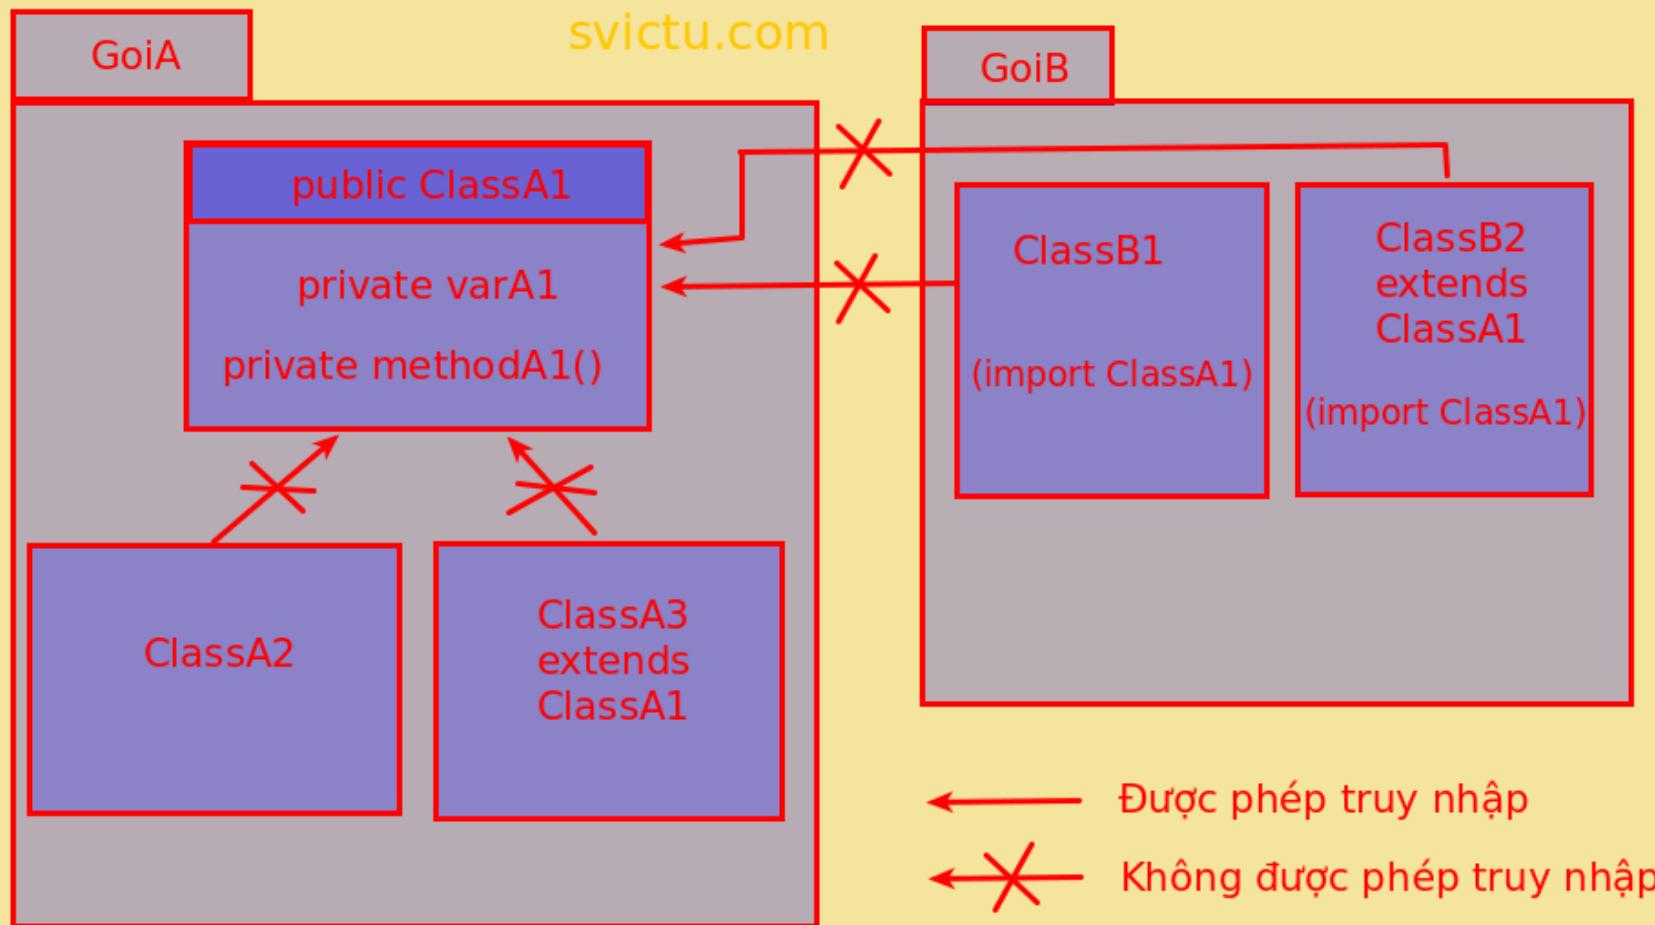 svictu.com
GoiA
public ClassA1
private varA1
private methodA1()
ClassA2
ClassA3
extends
ClassA1
GoiB
ClassB1
(import ClassA1)
ClassB2
extends
ClassA1
(import ClassA1)
Được phép truy nhập
Không được phép truy nhập